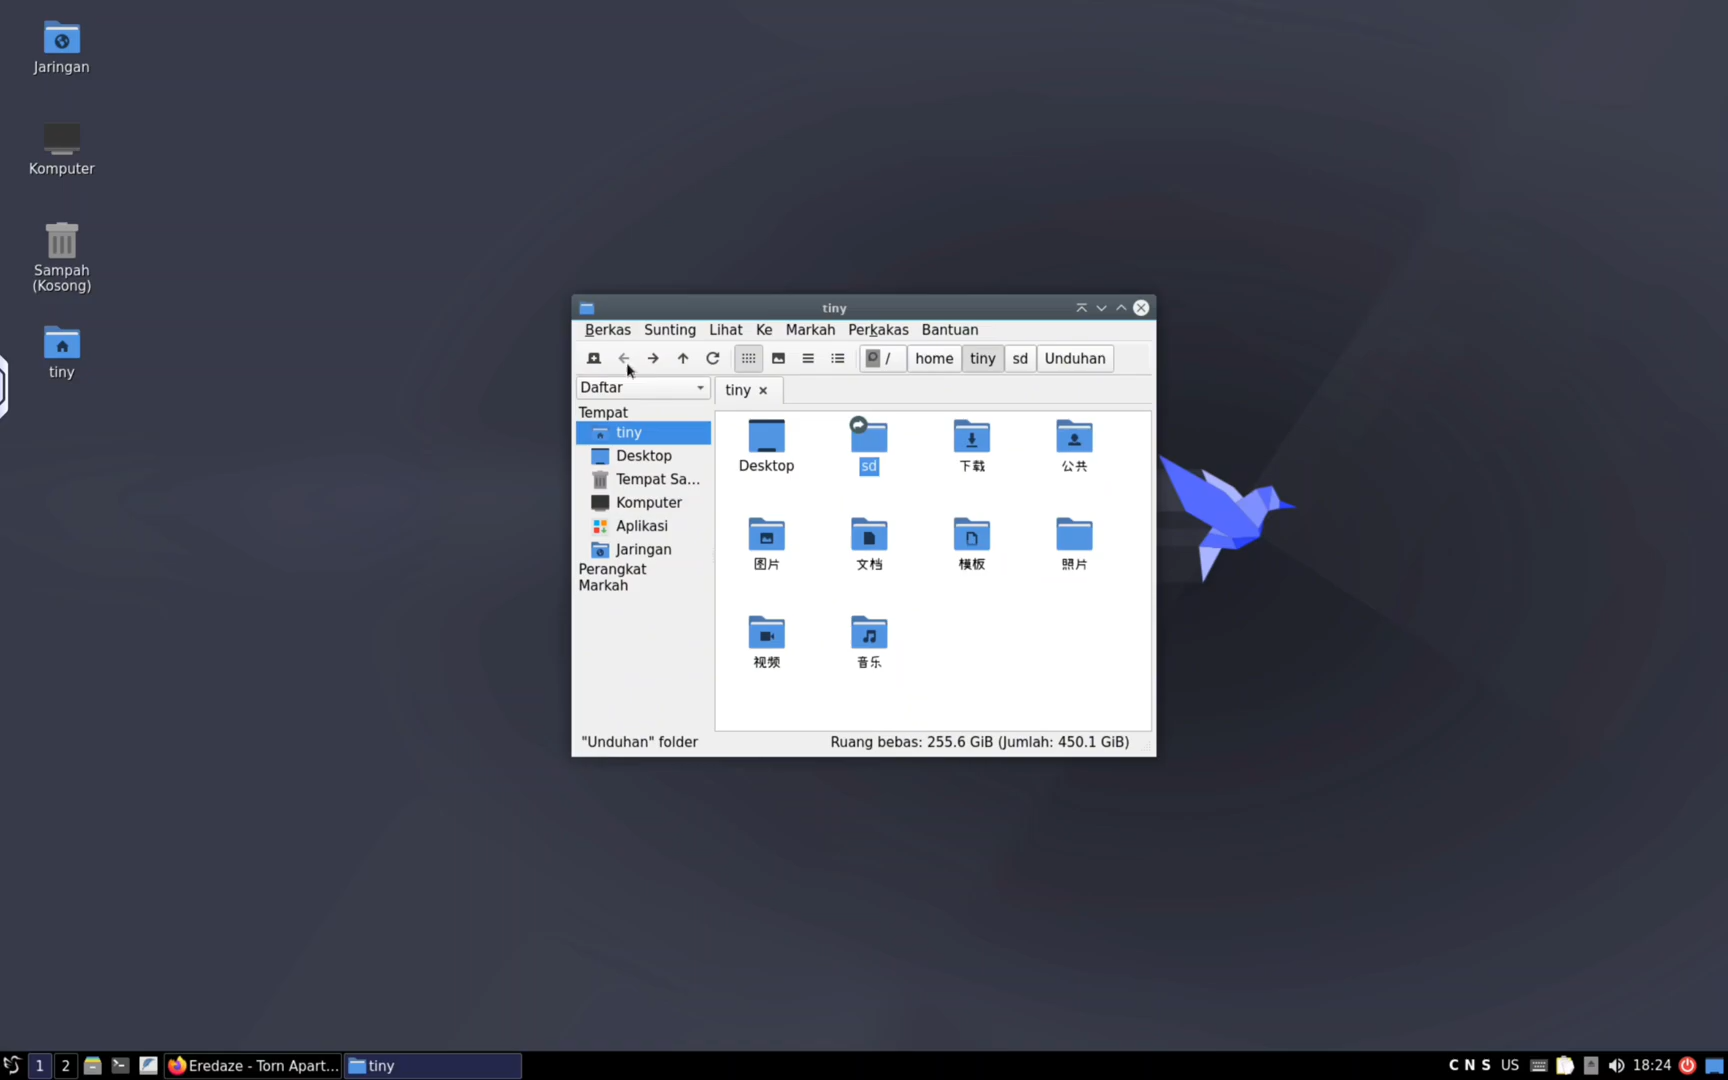 Jaringan
Komputer
Sampah
(Kosong)
tiny
tiny
Berkas Sunting Lihat Ke Markah Perkakas Bantuan
/ home tiny sd Unduhan
Daftar
tiny
Tempat
tiny
Desktop
Tempat Sa...
Komputer
Aplikasi
Jaringan
Perangkat
Markah
Desktop sd 下载 公共
图片 文档 模板 照片
视频 音乐
"Unduhan" folder Ruang bebas: 255.6 GiB (Jumlah: 450.1 GiB)
1 2 Eredaze - Torn Apart... tiny C N S US 18:24